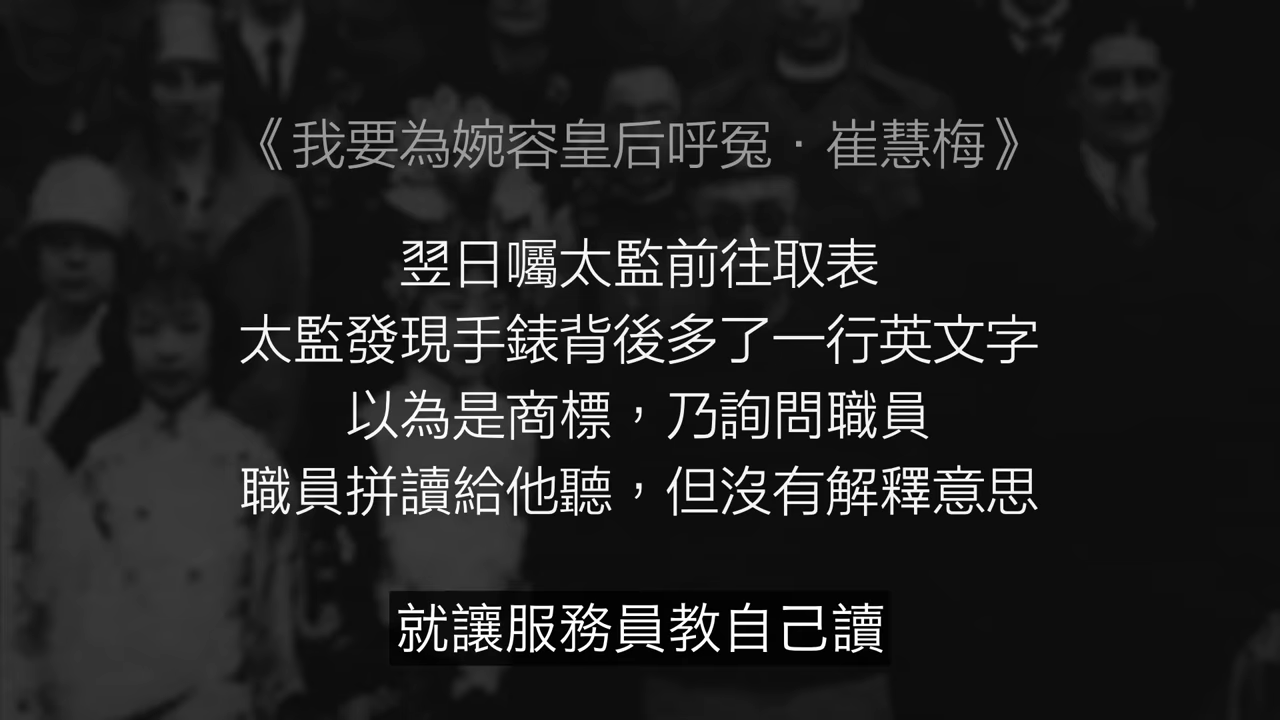 《我要為婉容皇后呼冤·崔慧梅》
翌日囑太監前往取表
太監發現手錶背後多了一行英文字
以為是商標，乃詢問職員
職員拼讀給他聽，但沒有解釋意思
就讓服務員教自己讀